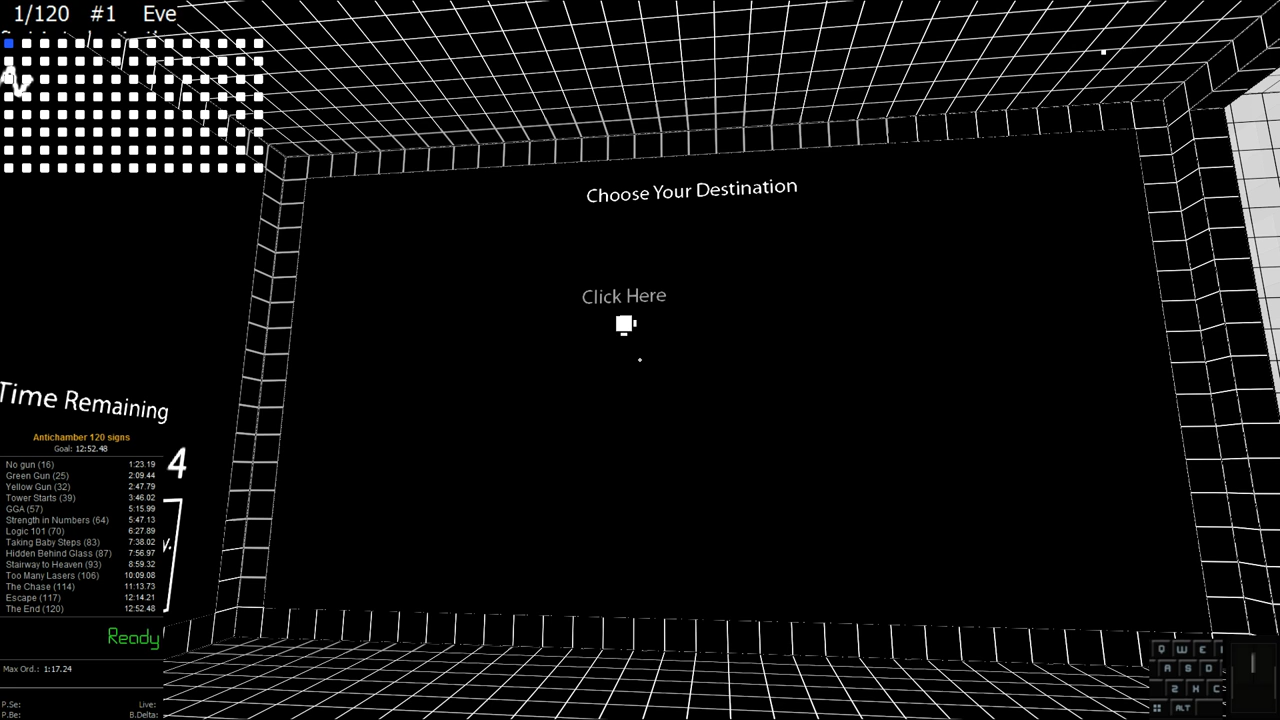 1/120 #1 Eve
Choose Your Destination
Click Here
Time Remaining
4
y.
Antichamber 120 signs
Goal: 12:52.48
No gun (16) 1:23.19
Green Gun (25) 2:09.44
Yellow Gun (32) 2:47.79
Tower Starts (39) 3:46.02
GGA (57) 5:15.99
Strength in Numbers (64) 5:47.13
Logic 101 (70) 6:27.89
Taking Baby Steps (83) 7:38.02
Hidden Behind Glass (87) 7:56.97
Stairway to Heaven (93) 8:59.32
Too Many Lasers (106) 10:09.08
The Chase (114) 11:13.73
Escape (117) 12:14.21
The End (120) 12:52.48
Ready
Max Ord.: 1:17.24
P.Se: Live:
P.Be: B.Delta:
Q W E
A S D
Z X C
ALT